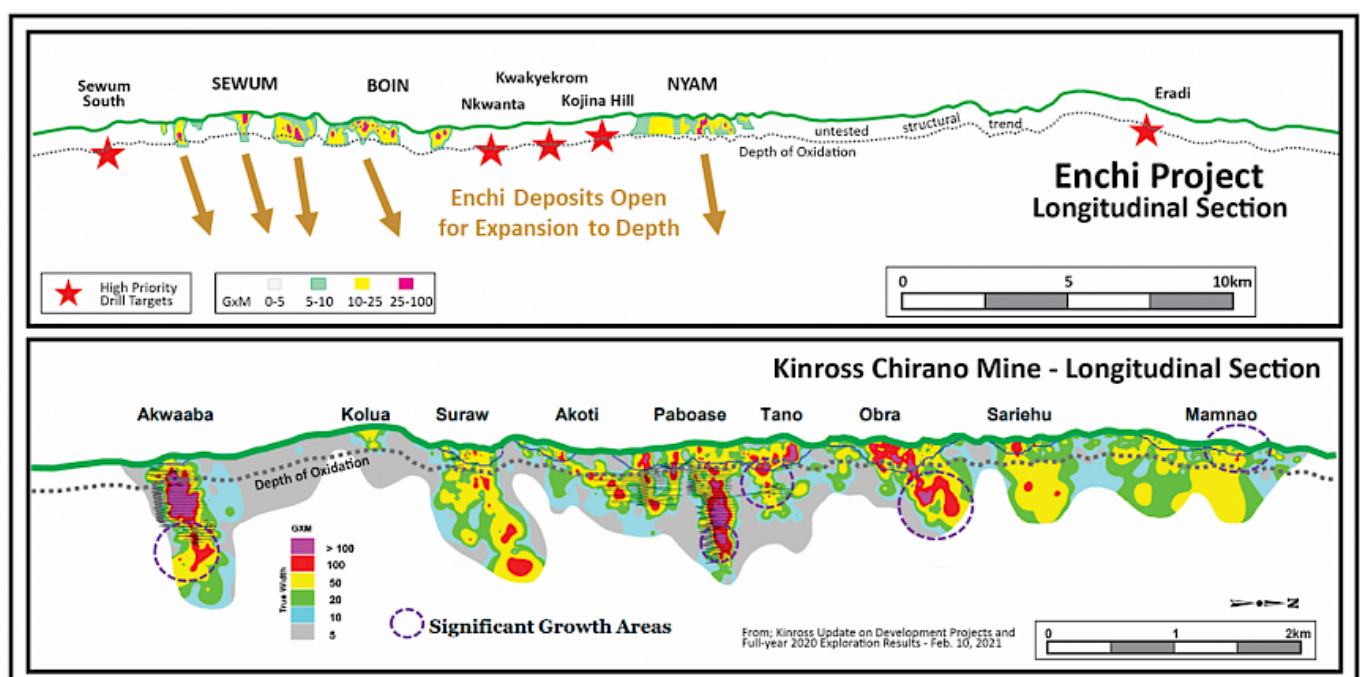 Sewum
South
SEWUM
BOIN
Kwakyekrom
Nkwanta
Kojina Hill
NYAM
Eradi
untested structural trend
Depth of Oxidation
Enchi Deposits Open
for Expansion to Depth
Enchi Project
Longitudinal Section
High Priority
Drill Targets
GxM 0-5 5-10 10-25 25-100
0 5 10km
Kinross Chirano Mine - Longitudinal Section
Akwaaba Kolua Suraw Akoti Paboase Tano Obra Sariehu Mamnao
Depth of Oxidation
GXM
True Width
> 100
100
50
20
10
5
Significant Growth Areas
From; Kinross Update on Development Projects and
Full-year 2020 Exploration Results - Feb. 10, 2021
N
0 1 2km